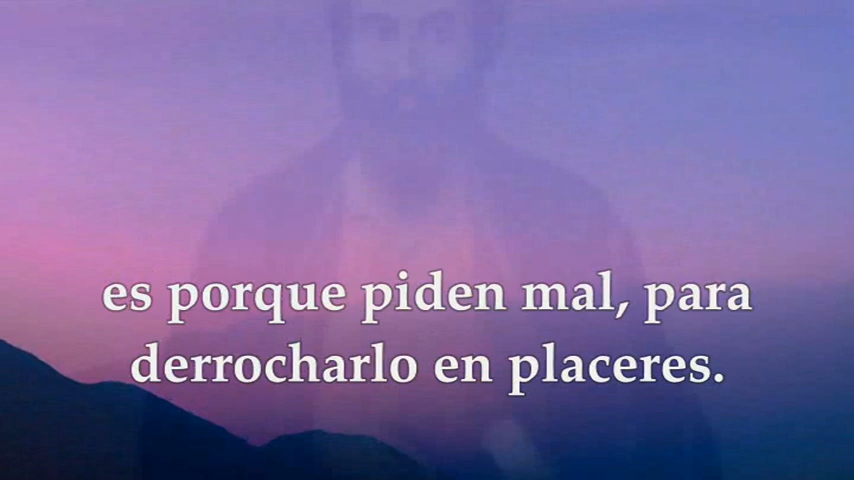 es porque piden mal, para
derrocharlo en placeres.